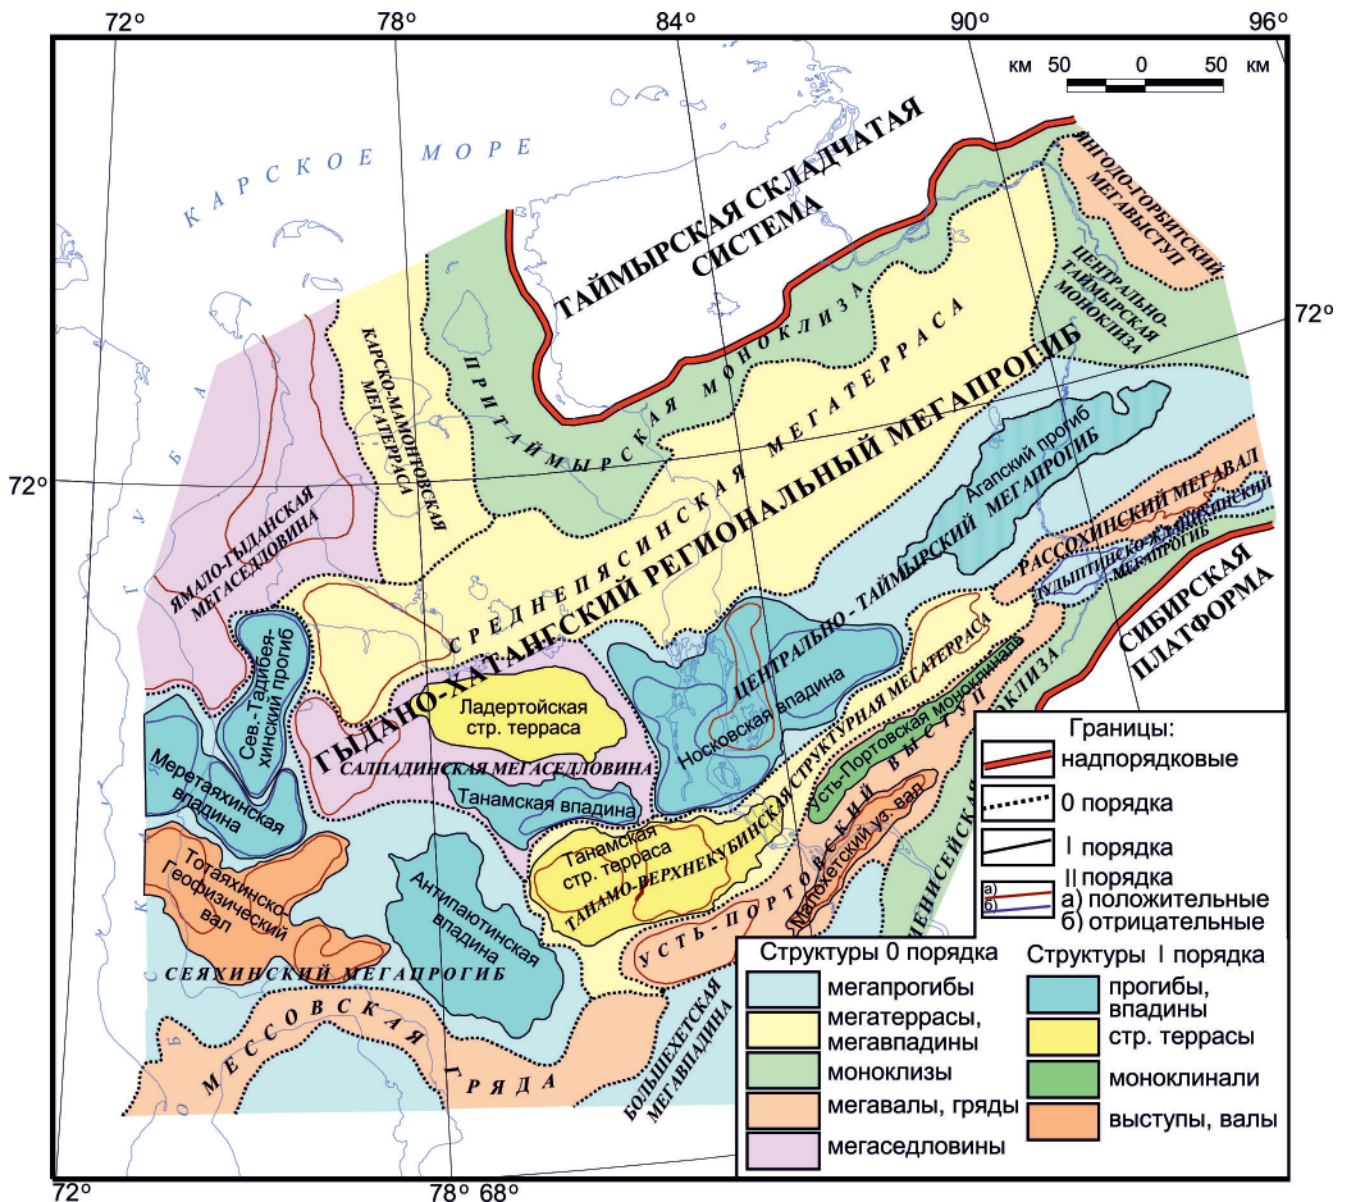 72° 78° 84° 90° 96°
км 50 0 50 км
КАРСКОЕ МОРЕ
ТАЙМЫРСКАЯ СКЛАДЧАТАЯ
СИСТЕМА
ЯНГОДО-ГОРБИТСКИЙ
МЕГАВЫСТУП
ЦЕНТРАЛЬНО-
ТАЙМЫРСКАЯ
МОНОКЛИЗА
72°
72°
КАРСКО-МАМОНТОВСКАЯ
МЕГАТЕРРАСА
ПРИТАЙМЫРСКАЯ МОНОКЛИЗА
СРЕДНЕПЯСИНСКАЯ МЕГАТЕРРАСА
ГЫДАНО-ХАТАНГСКИЙ РЕГИОНАЛЬНЫЙ МЕГАПРОГИБ
ЯМАЛО-ГЫДАНСКАЯ
МЕГАСЕДЛОВИНА
ОБСКАЯ ГУБА
Агапский прогиб
ЦЕНТРАЛЬНО-ТАЙМЫРСКИЙ МЕГАПРОГИБ
РАССОХИНСКИЙ МЕГАВАЛ
МЕГАПРОГИБ
СИБИРСКАЯ
ПЛАТФОРМА
Сев.-Тадибея-
хинский прогиб
Ладертойская
стр. терраса
САЛПАДИНСКАЯ МЕГАСЕДЛОВИНА
Носковская впадина
Меретаяхинская
впадина
Танамская впадина
Танамская
стр. терраса
ТАНАМО-ВЕРХНЕКУБИНСКАЯ СТРУКТУРНАЯ МЕГАТЕРРАСА
Усть-Портовская моноклиналь
УСТЬ-ПОРТОВСКИЙ ВЫСТУП
Малохетский уз. вал
ЕНИСЕЙСКАЯ МОНОКЛИЗА
Тотаяхинско-
Геофизический
вал
Антипаютинская
впадина
СЕЯХИНСКИЙ МЕГАПРОГИБ
МЕССОВСКАЯ ГРЯДА
БОЛЬШЕХЕТСКАЯ
МЕГАВПАДИНА
Границы:
надпорядковые
0 порядка
I порядка
II порядка
а) а) положительные
б) б) отрицательные
Структуры 0 порядка
мегапрогибы
мегатеррасы,
мегавпадины
моноклизы
мегавалы, гряды
мегаседловины
Структуры I порядка
прогибы,
впадины
стр. террасы
моноклинали
выступы, валы
72° 78° 68°